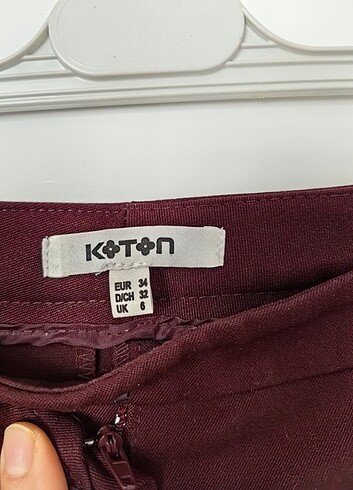 KOTON
EUR 34
D/CH 32
UK 6